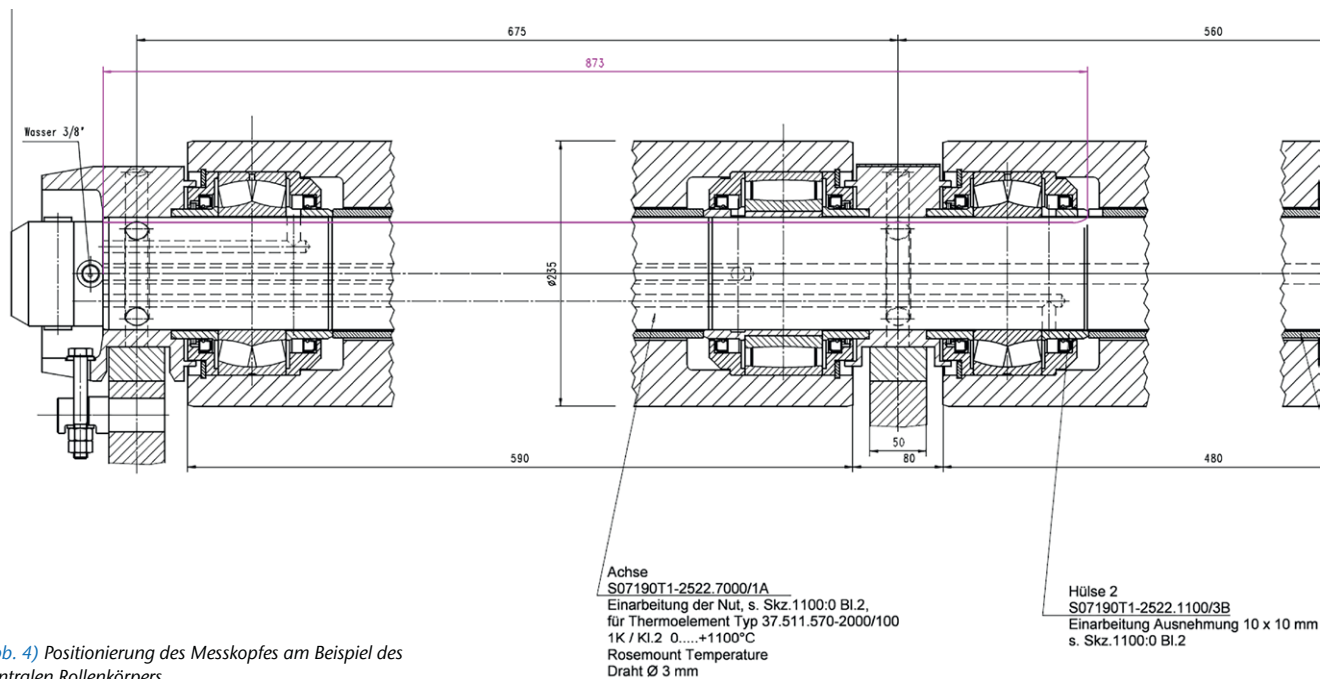 675
560
873
Wasser 3/8"
ø235
50
590
80
480
Achse
S07190T1-2522.7000/1A
Einarbeitung der Nut, s. Skz.1100:0 Bl.2,
für Thermoelement Typ 37.511.570-2000/100
1K / Kl.2 0.....+1100°C
Rosemount Temperature
Draht Ø 3 mm
Hülse 2
S07190T1-2522.1100/3B
Einarbeitung Ausnehmung 10 x 10 mm
s. Skz.1100:0 Bl.2
b. 4) Positionierung des Messkopfes am Beispiel des
ntralen Rollenkörpers